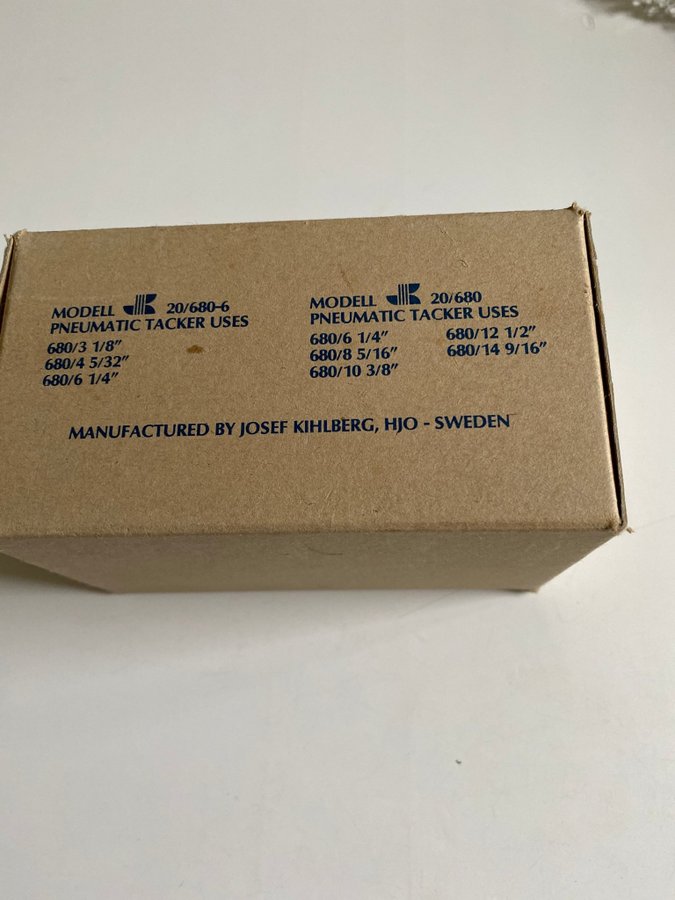 MODELL JK 20/680-6
PNEUMATIC TACKER USES
680/3 1/8"
680/4 5/32"
680/6 1/4"
MODELL JK 20/680
PNEUMATIC TACKER USES
680/6 1/4" 680/12 1/2"
680/8 5/16" 680/14 9/16"
680/10 3/8"
MANUFACTURED BY JOSEF KIHLBERG, HJO - SWEDEN